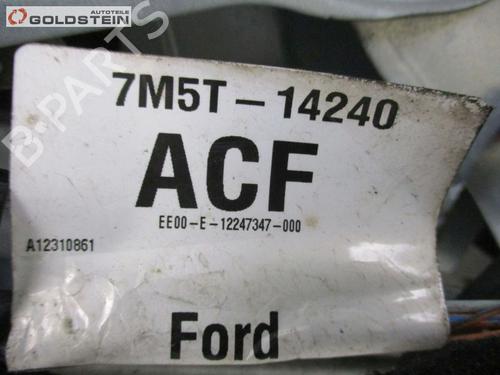 AUTOTEILE
GOLDSTEIN
7M5T-14240
ACF
EE00-E-12247347-000
A12310861
Ford
B-Parts